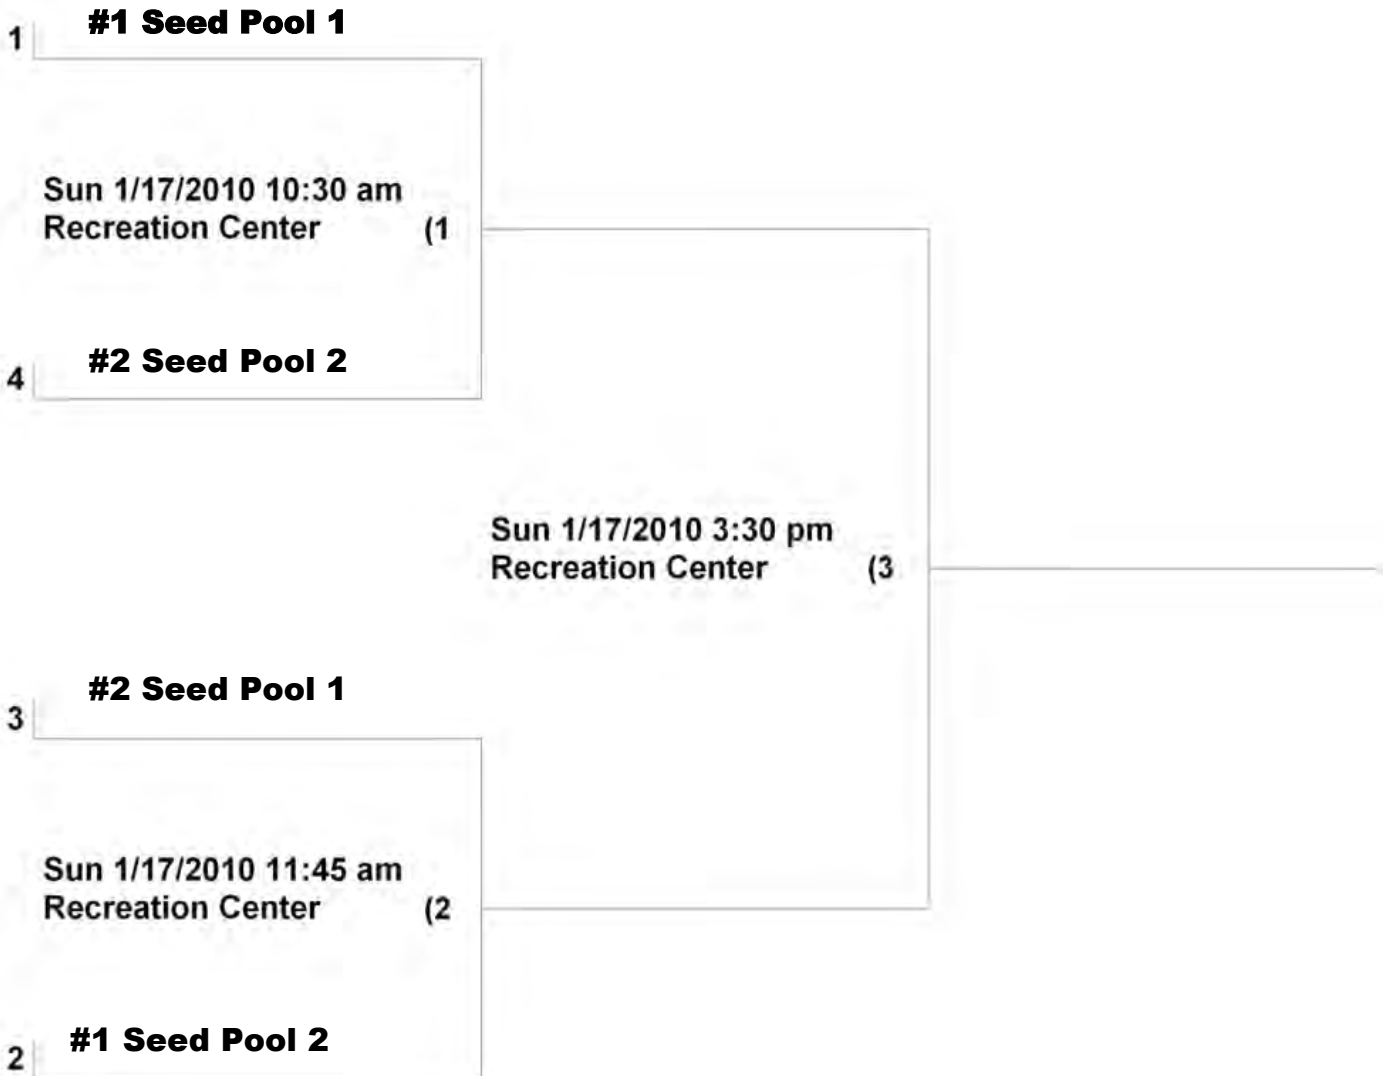 1 #1 Seed Pool 1
Sun 1/17/2010 10:30 am
Recreation Center (1
4 #2 Seed Pool 2
Sun 1/17/2010 3:30 pm
Recreation Center (3
3 #2 Seed Pool 1
Sun 1/17/2010 11:45 am
Recreation Center (2
2 #1 Seed Pool 2